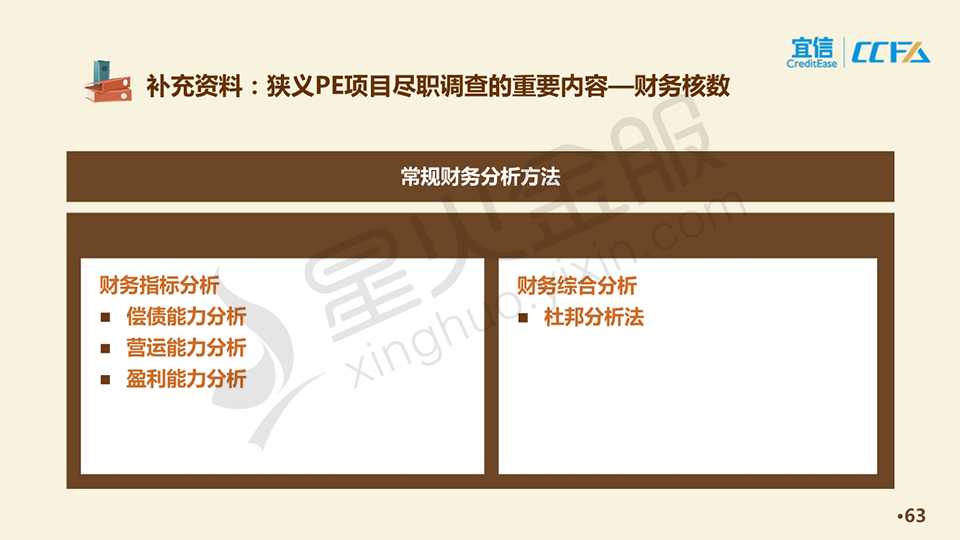 宜信
CreditEase
CCFA
补充资料：狭义PE项目尽职调查的重要内容—财务核数
常规财务分析方法
财务指标分析
■ 偿债能力分析
■ 营运能力分析
■ 盈利能力分析
财务综合分析
■ 杜邦分析法
星火金服
xinghuo.yixin.com
•63